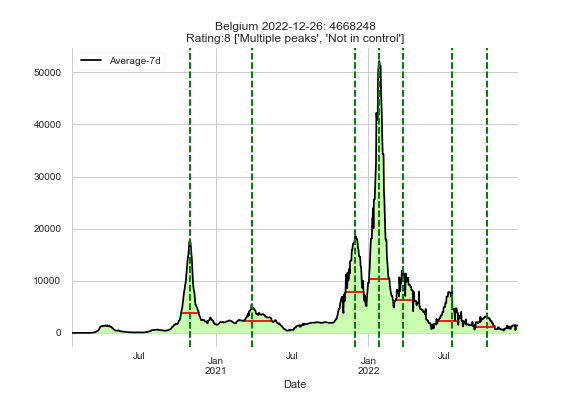 Belgium 2022-12-26: 4668248
Rating:8 ['Multiple peaks', 'Not in control']
Average-7d
50000
40000
30000
20000
10000
0
Jul
Jan
2021
Jul
Jan
2022
Jul
Date